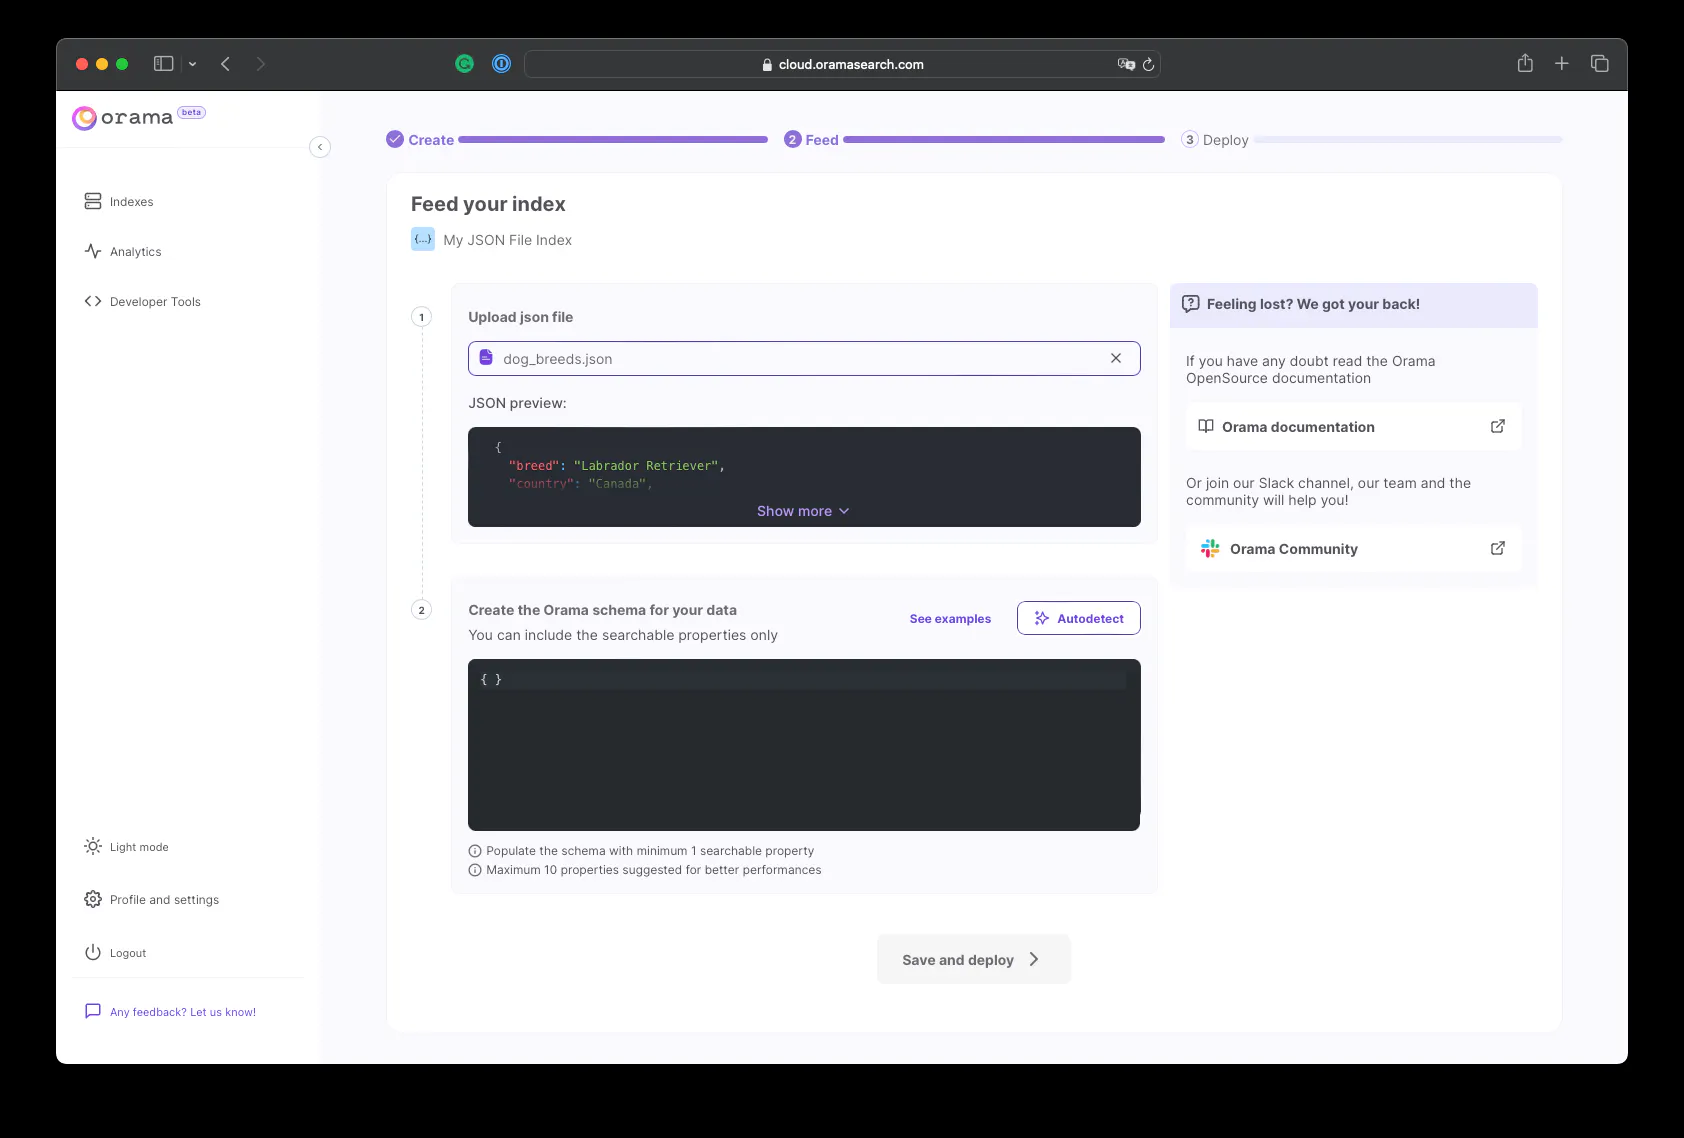 cloud.oramasearch.com
orama beta
Indexes
Analytics
Developer Tools
Light mode
Profile and settings
Logout
Any feedback? Let us know!
Create
2 Feed
3 Deploy
Feed your index
{...} My JSON File Index
1
Upload json file
dog_breeds.json
JSON preview:
{
"breed": "Labrador Retriever",
"country": "Canada",
Show more
2
Create the Orama schema for your data
You can include the searchable properties only
See examples
Autodetect
{ }
Populate the schema with minimum 1 searchable property
Maximum 10 properties suggested for better performances
Save and deploy
Feeling lost? We got your back!
If you have any doubt read the Orama
OpenSource documentation
Orama documentation
Or join our Slack channel, our team and the
community will help you!
Orama Community